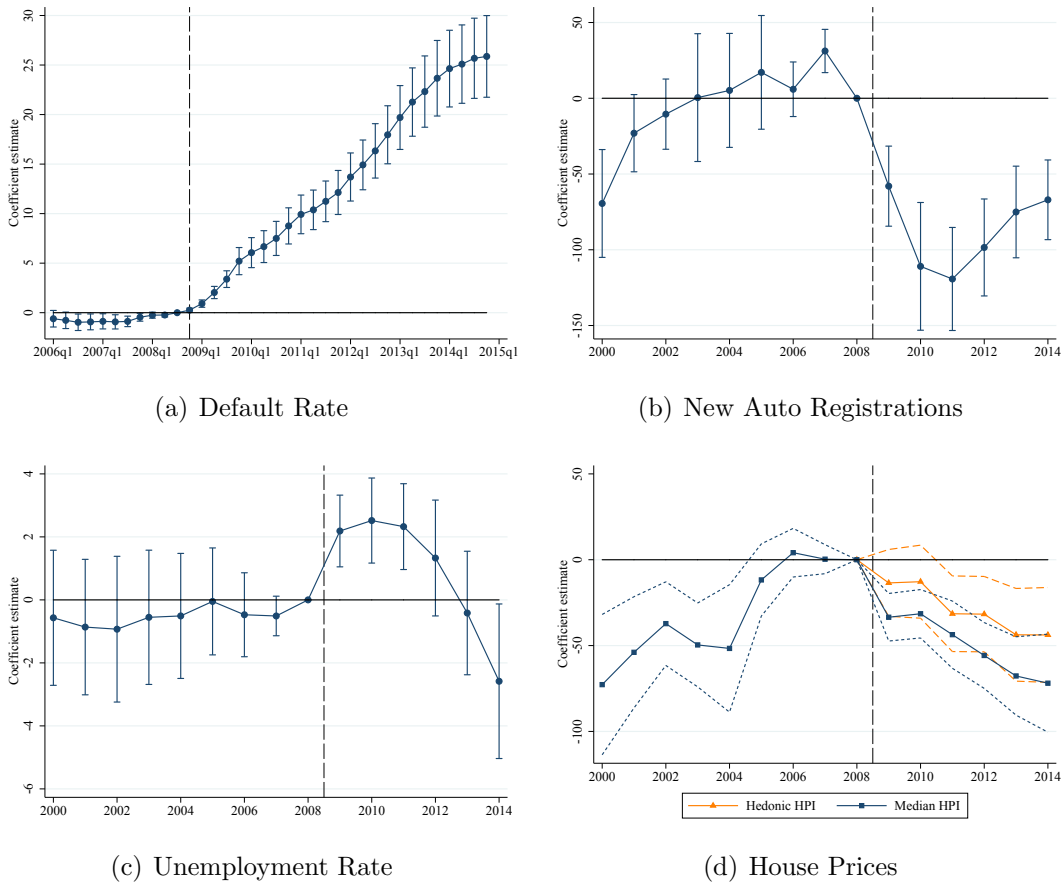 Coefficient estimate
30
25
20
15
10
5
0
2006q1 2007q1 2008q1 2009q1 2010q1 2011q1 2012q1 2013q1 2014q1 2015q1
(a) Default Rate
Coefficient estimate
50
0
-50
-100
-150
2000 2002 2004 2006 2008 2010 2012 2014
(b) New Auto Registrations
Coefficient estimate
4
2
0
-2
-4
-6
2000 2002 2004 2006 2008 2010 2012 2014
(c) Unemployment Rate
Coefficient estimate
50
0
-50
-100
2000 2002 2004 2006 2008 2010 2012 2014
Hedonic HPI Median HPI
(d) House Prices